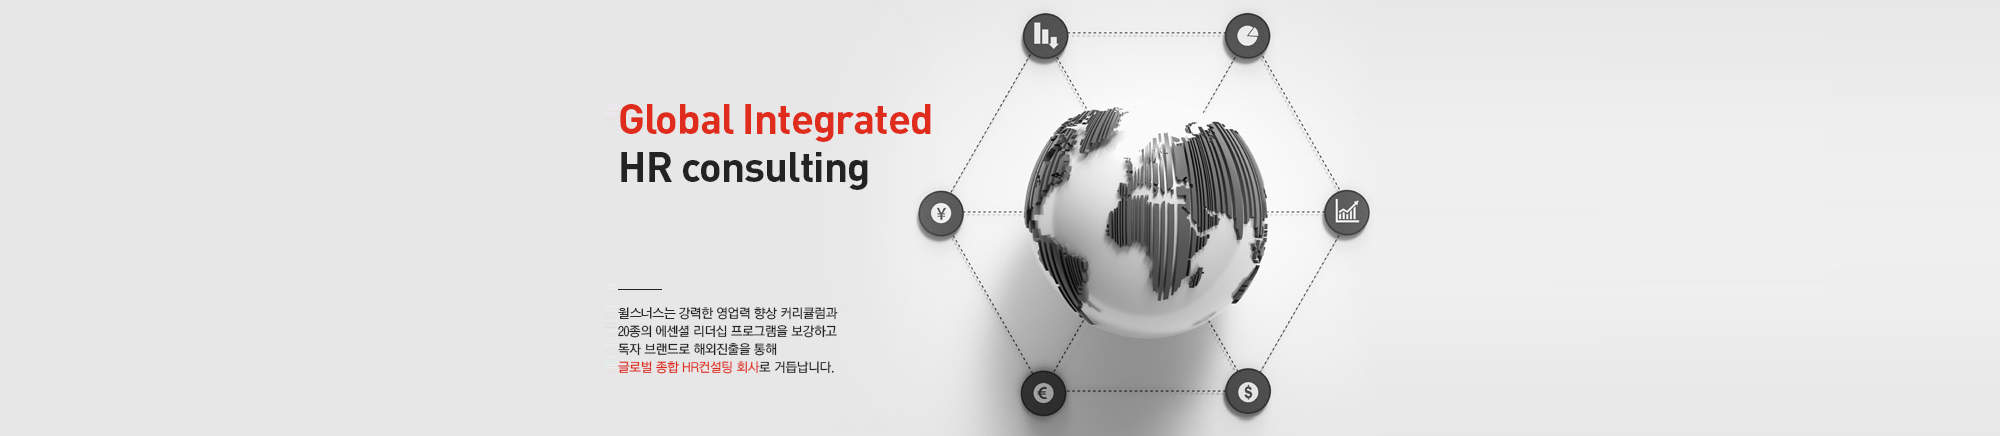 Global Integrated
HR consulting
윌스너스는 강력한 영업력 향상 커리큘럼과
20종의 에센셜 리더십 프로그램을 보강하고
독자 브랜드로 해외진출을 통해
글로벌 종합 HR컨설팅 회사로 거듭납니다.
¥
€
$